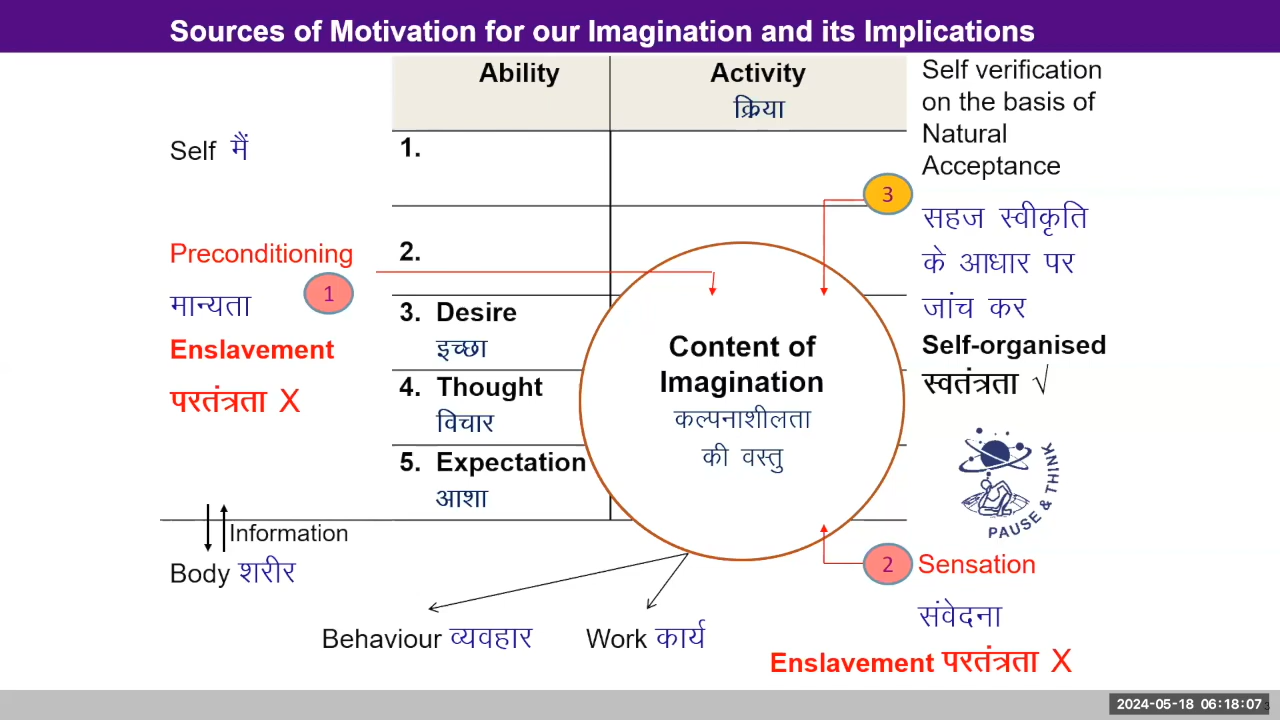 Sources of Motivation for our Imagination and its Implications
Ability
Activity
क्रिया
Self verification
on the basis of
Natural
Acceptance
सहज स्वीकृति
के आधार पर
जांच कर
Self-organised
स्वतंत्रता √
Self मैं
1.
3
Preconditioning
मान्यता
1
Enslavement
परतंत्रता X
2.
3. Desire
इच्छा
4. Thought
विचार
5. Expectation
आशा
Content of
Imagination
कल्पनाशीलता
की वस्तु
PAUSE & THINK
Information
Body शरीर
2 Sensation
संवेदना
Behaviour व्यवहार
Work कार्य
Enslavement परतंत्रता X
2024-05-18 06:18:07
3